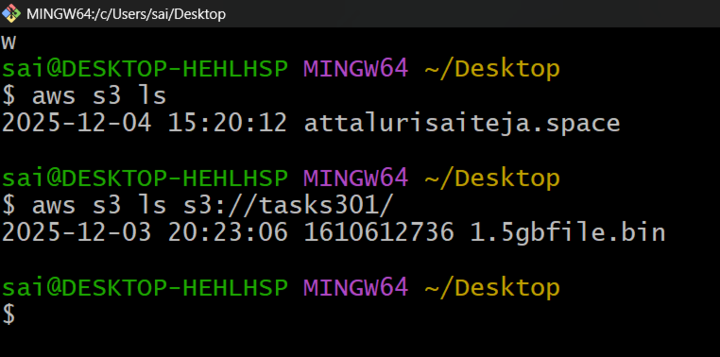 MINGW64:/c/Users/sai/Desktop
w
sai@DESKTOP-HEHLHSP MINGW64 ~/Desktop
$ aws s3 ls
2025-12-04 15:20:12 attalurisaiteja.space
sai@DESKTOP-HEHLHSP MINGW64 ~/Desktop
$ aws s3 ls s3://tasks301/
2025-12-03 20:23:06 1610612736 1.5gbfile.bin
sai@DESKTOP-HEHLHSP MINGW64 ~/Desktop
$